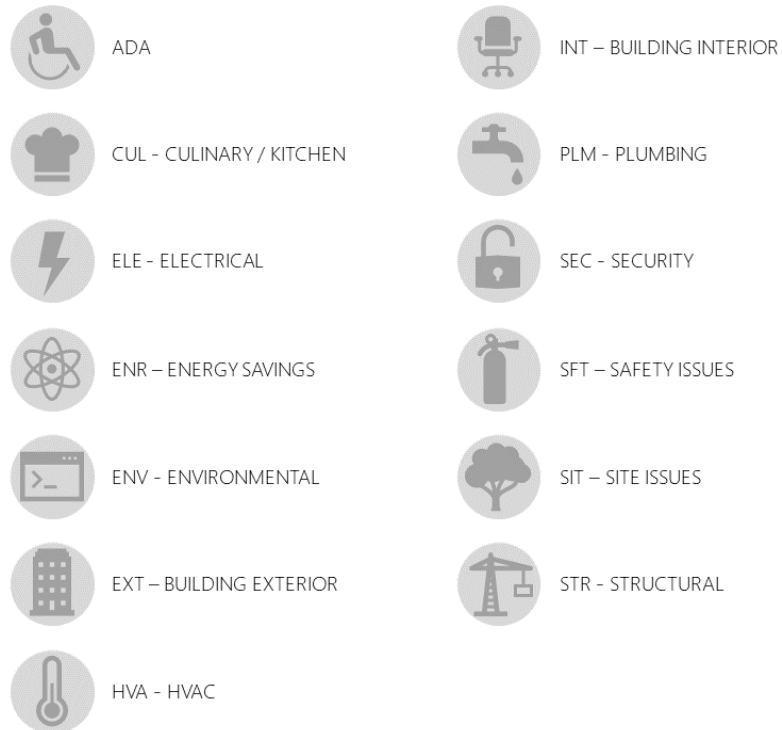 ADA
CUL - CULINARY / KITCHEN
ELE - ELECTRICAL
ENR – ENERGY SAVINGS
ENV - ENVIRONMENTAL
EXT – BUILDING EXTERIOR
HVA - HVAC
INT – BUILDING INTERIOR
PLM - PLUMBING
SEC - SECURITY
SFT – SAFETY ISSUES
SIT – SITE ISSUES
STR - STRUCTURAL